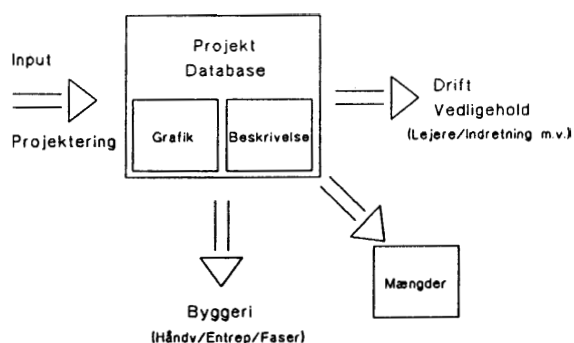 Input
Projektering
Projekt
Database
Grafik
Beskrivelse
Drift
Vedligehold
(Lejere/Indretning m.v.)
Mængder
Byggeri
(Håndv/Entrep/Faser)